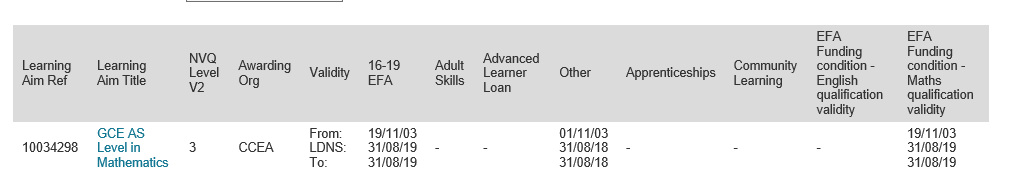 Learning Aim Ref
Learning Aim Title
NVQ Level V2
Awarding Org
Validity
16-19 EFA
Adult Skills
Advanced Learner Loan
Other
Apprenticeships
Community Learning
EFA Funding condition - English qualification validity
EFA Funding condition - Maths qualification validity
10034298
GCE AS
Level in
Mathematics
3
CCEA
From:
LDNS:
To:
19/11/03
31/08/19
31/08/19
-
-
01/11/03
31/08/18
31/08/18
-
-
-
19/11/03
31/08/19
31/08/19